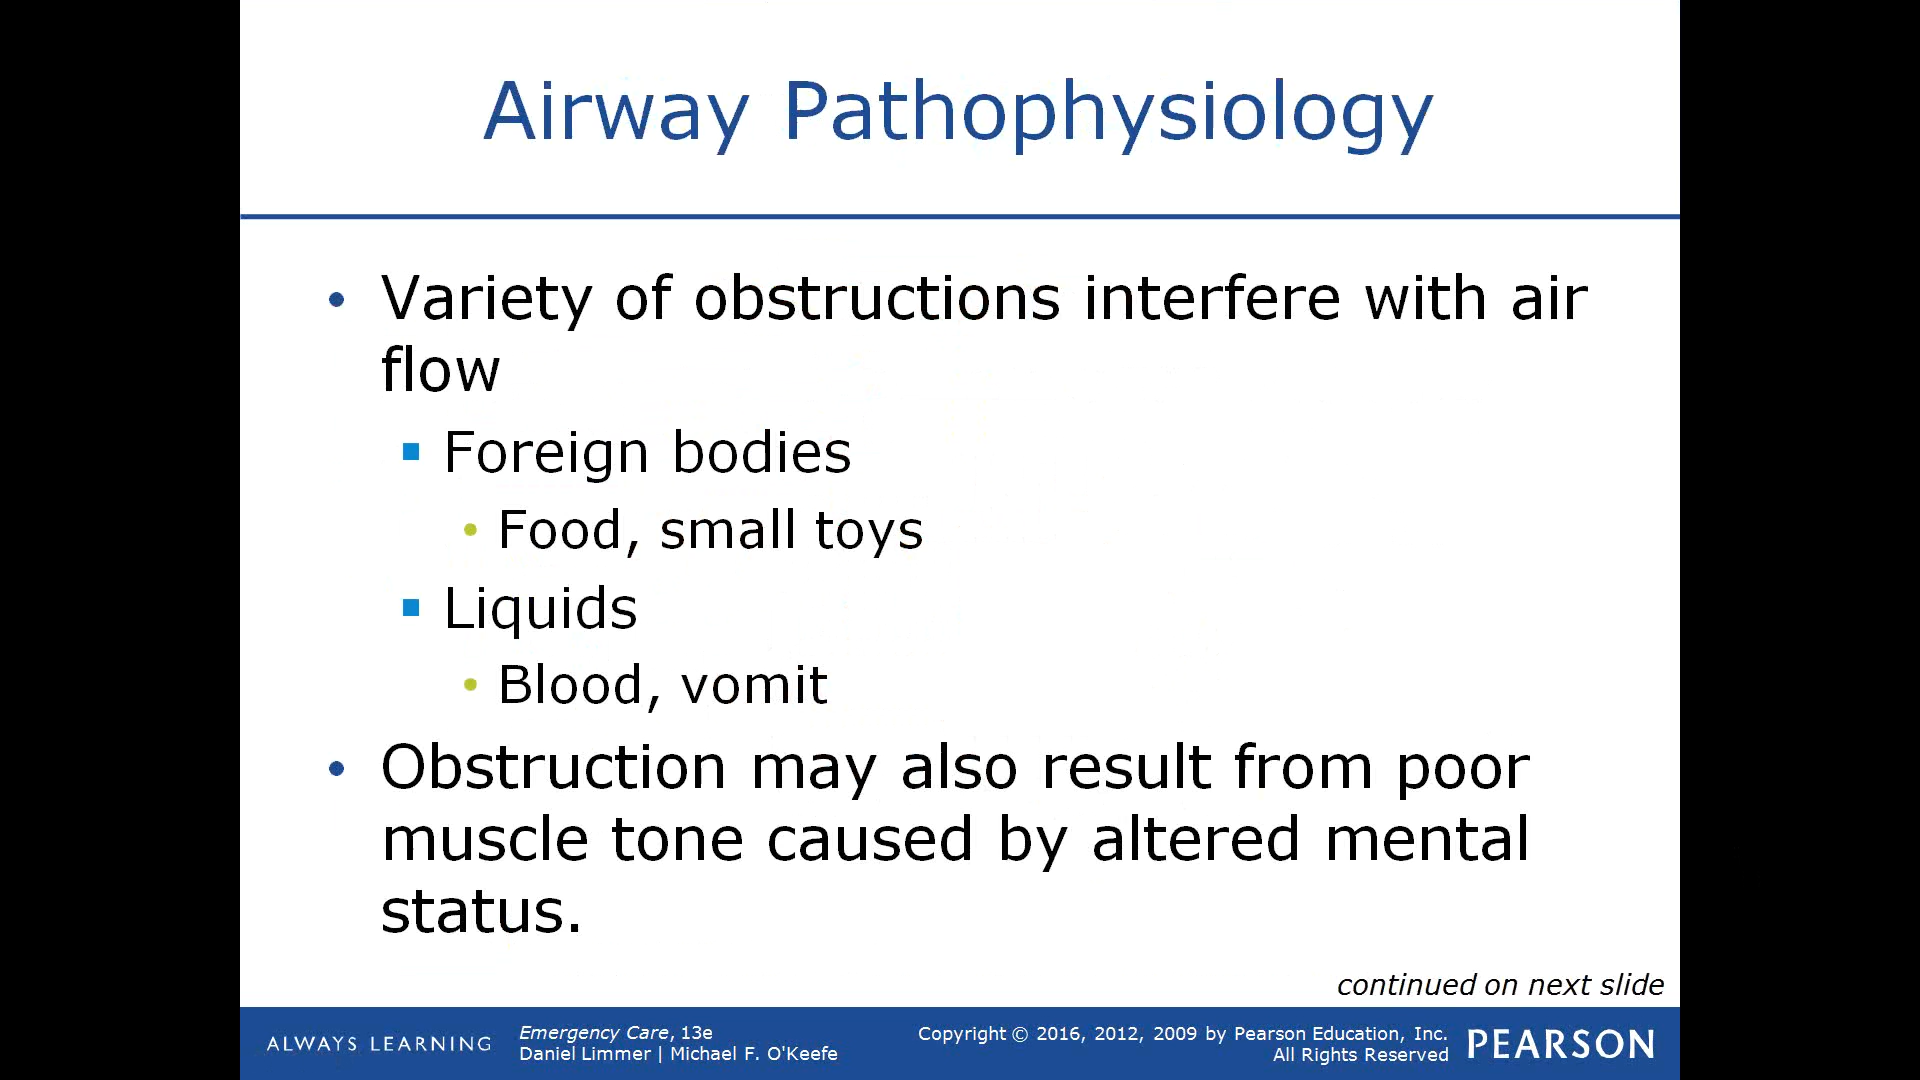 Airway Pathophysiology
• Variety of obstructions interfere with air
flow
▪ Foreign bodies
• Food, small toys
▪ Liquids
• Blood, vomit
• Obstruction may also result from poor
muscle tone caused by altered mental
status.
continued on next slide
ALWAYS LEARNING
Emergency Care, 13e
Daniel Limmer | Michael F. O'Keefe
Copyright © 2016, 2012, 2009 by Pearson Education, Inc.
All Rights Reserved
PEARSON